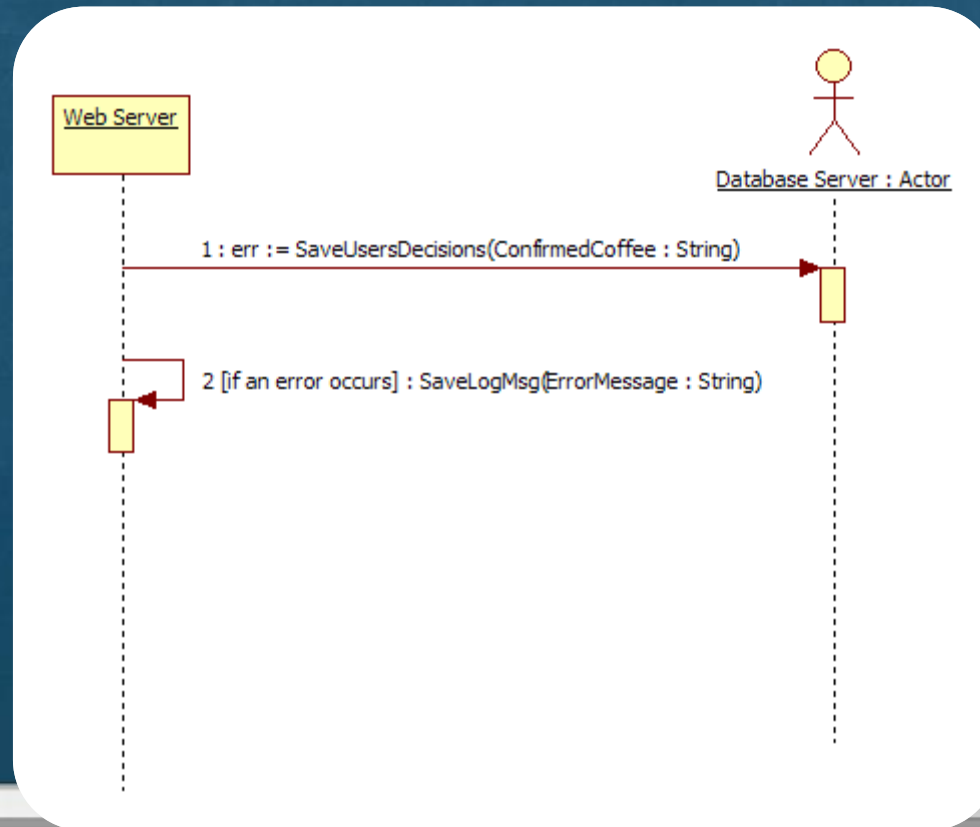 Web Server
Database Server : Actor
1 : err := SaveUsersDecisions(ConfirmedCoffee : String)
2 [if an error occurs] : SaveLogMsg(ErrorMessage : String)